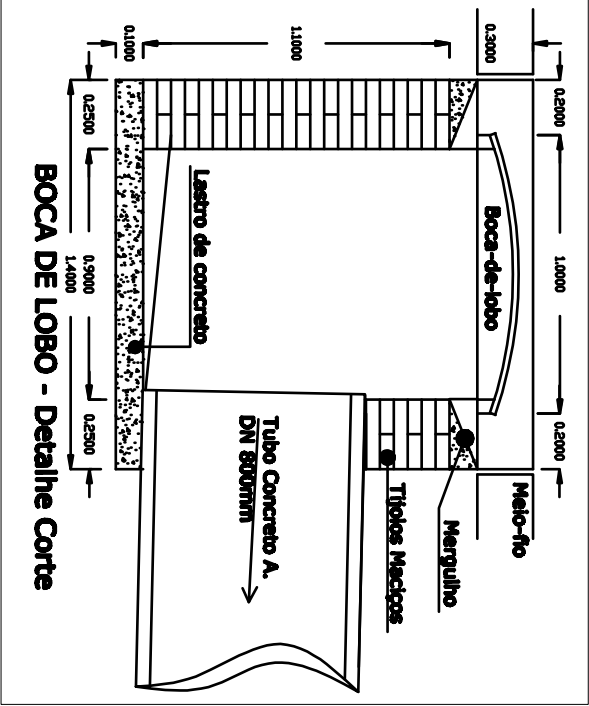 0.2000
1.0000
0.2000
0.3000
Meio-fio
Boca-de-lobo
Mergulho
Tijolos Maciços
1.1000
Tubo Concreto A.
DN 800mm
Lastro de concreto
0.1000
0.2500
0.9000
0.2500
1.4000
BOCA DE LOBO - Detalhe Corte